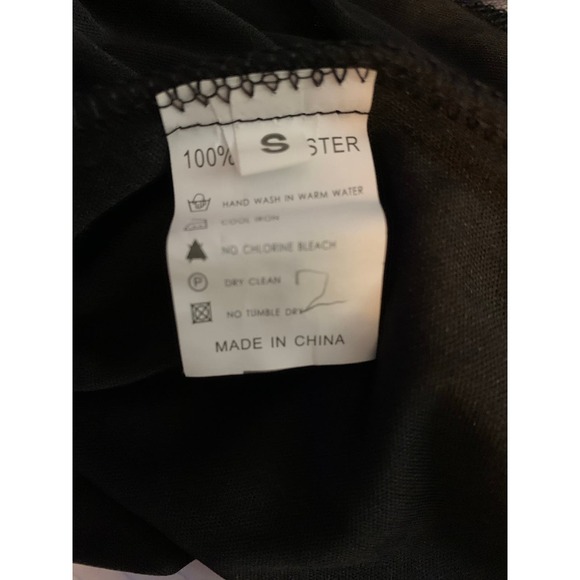 S
100% STER
HAND WASH IN WARM WATER
COOL IRON
NO CHLORINE BLEACH
P DRY CLEAN
NO TUMBLE DRY
MADE IN CHINA